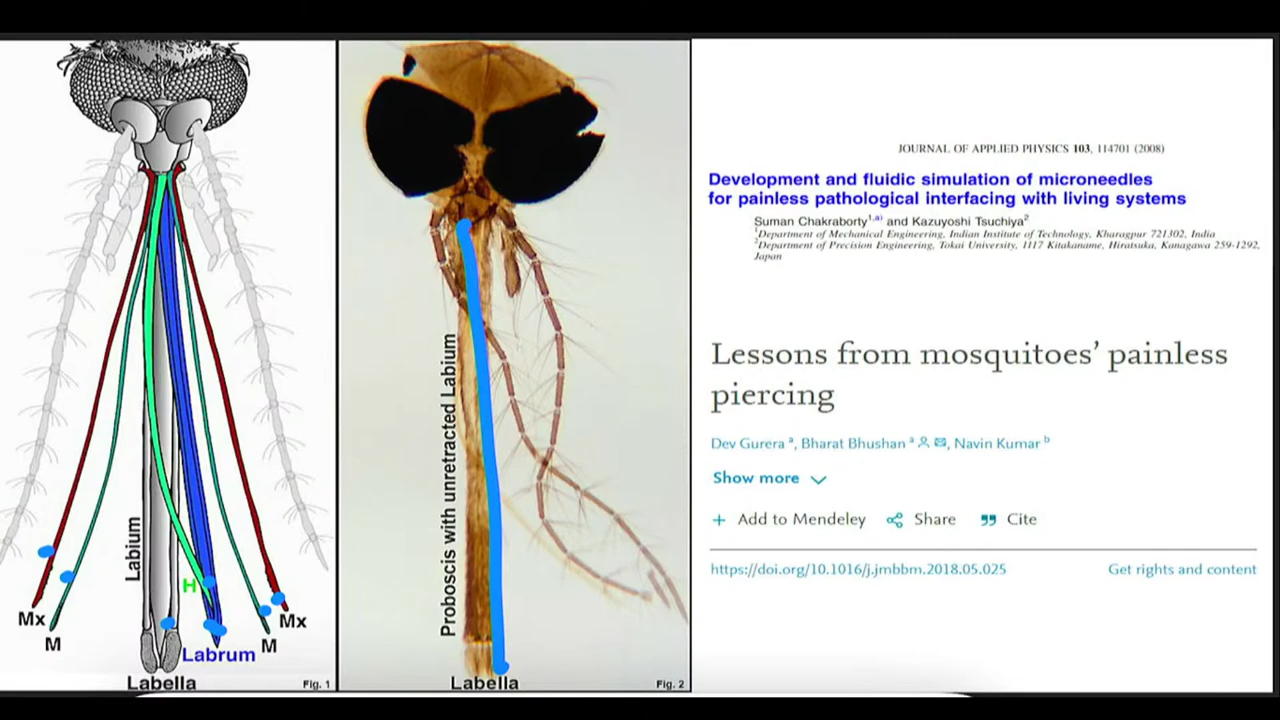 Labium
H
Mx
M
Mx
M
Labrum
Labella
Fig. 1
Proboscis with unretracted Labium
Labella
Fig. 2
JOURNAL OF APPLIED PHYSICS 103, 114701 (2008)
Development and fluidic simulation of microneedles
for painless pathological interfacing with living systems
Suman Chakraborty1,a) and Kazuyoshi Tsuchiya2
1Department of Mechanical Engineering, Indian Institute of Technology, Kharagpur 721302, India
2Department of Precision Engineering, Tokai University, 1117 Kitakaname, Hiratsuka, Kanagawa 259-1292,
Japan
Lessons from mosquitoes’ painless
piercing
Dev Gurera a, Bharat Bhushan a, Navin Kumar b
Show more
+ Add to Mendeley Share Cite
https://doi.org/10.1016/j.jmbbm.2018.05.025 Get rights and content